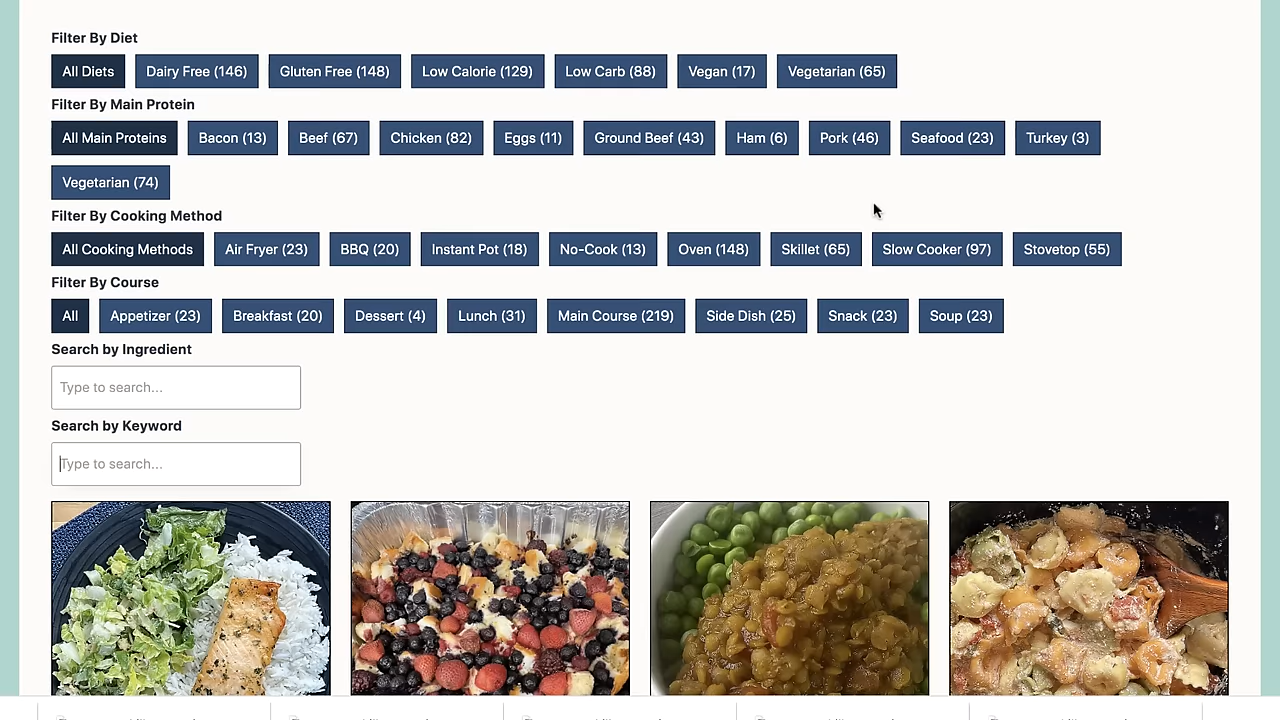 Filter By Diet
All Diets Dairy Free (146) Gluten Free (148) Low Calorie (129) Low Carb (88) Vegan (17) Vegetarian (65)
Filter By Main Protein
All Main Proteins Bacon (13) Beef (67) Chicken (82) Eggs (11) Ground Beef (43) Ham (6) Pork (46) Seafood (23) Turkey (3)
Vegetarian (74)
Filter By Cooking Method
All Cooking Methods Air Fryer (23) BBQ (20) Instant Pot (18) No-Cook (13) Oven (148) Skillet (65) Slow Cooker (97) Stovetop (55)
Filter By Course
All Appetizer (23) Breakfast (20) Dessert (4) Lunch (31) Main Course (219) Side Dish (25) Snack (23) Soup (23)
Search by Ingredient
Type to search...
Search by Keyword
Type to search...